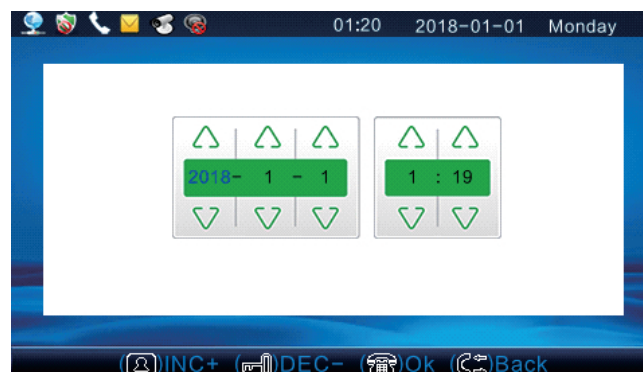 01:20 2018-01-01 Monday
2018- 1 - 1 1 : 19
()INC+ ()DEC- ()Ok ()Back